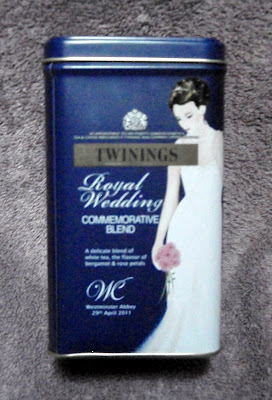 TWININGS
Royal
Wedding
COMMEMORATIVE
BLEND
A delicate blend of
white tea, the flavour of
bergamot & rose petals
WC
Westminster Abbey
29th April 2011